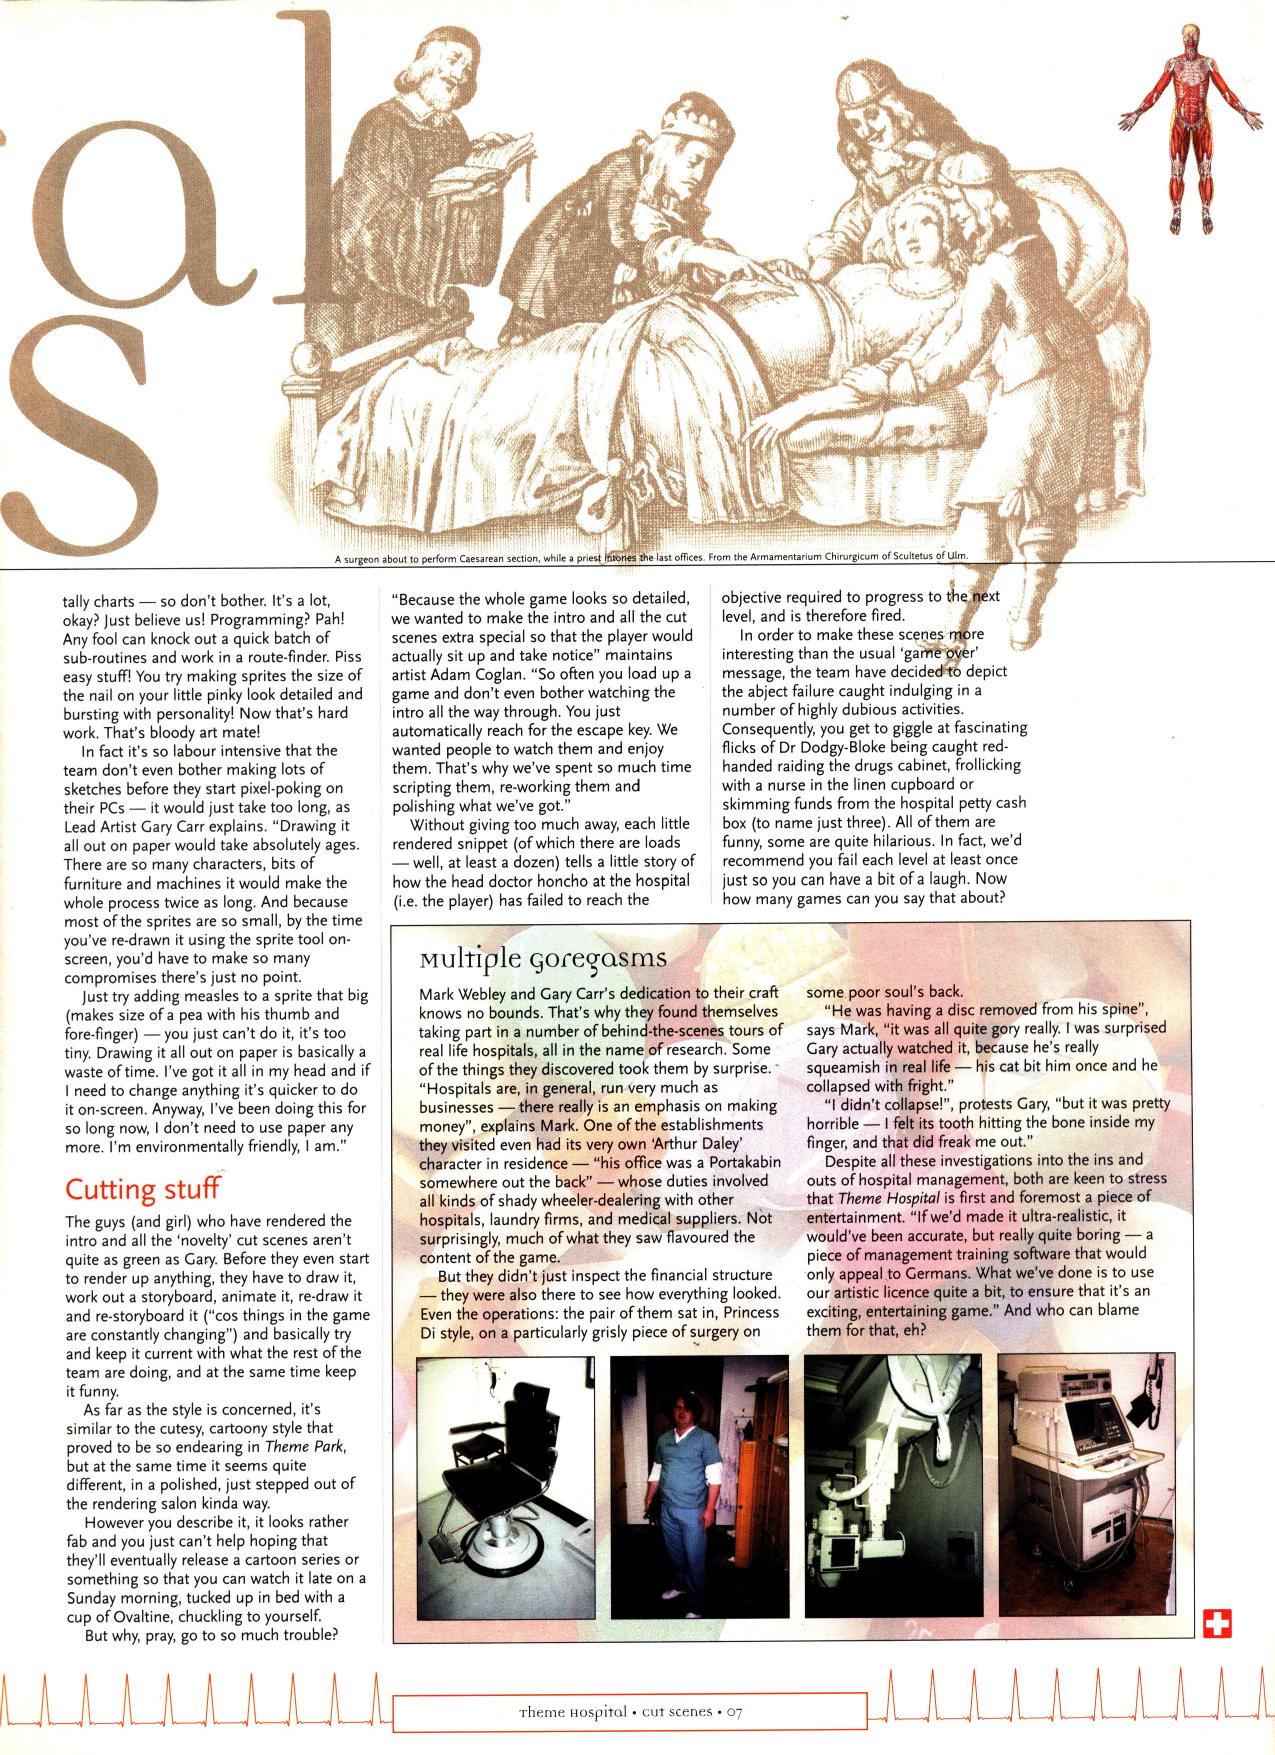 al
s
A surgeon about to perform Caesarean section, while a priest intones the last offices. From the Armamentarium Chirurgicum of Scultetus of Ulm.
tally charts — so don't bother. It's a lot,
okay? Just believe us! Programming? Pah!
Any fool can knock out a quick batch of
sub-routines and work in a route-finder. Piss
easy stuff! You try making sprites the size of
the nail on your little pinky look detailed and
bursting with personality! Now that's hard
work. That's bloody art mate!
In fact it's so labour intensive that the
team don't even bother making lots of
sketches before they start pixel-poking on
their PCs — it would just take too long, as
Lead Artist Gary Carr explains. “Drawing it
all out on paper would take absolutely ages.
There are so many characters, bits of
furniture and machines it would make the
whole process twice as long. And because
most of the sprites are so small, by the time
you've re-drawn it using the sprite tool on-
screen, you'd have to make so many
compromises there's just no point.
Just try adding measles to a sprite that big
(makes size of a pea with his thumb and
fore-finger) — you just can't do it, it's too
tiny. Drawing it all out on paper is basically a
waste of time. I've got it all in my head and if
I need to change anything it's quicker to do
it on-screen. Anyway, I've been doing this for
so long now, I don't need to use paper any
more. I'm environmentally friendly, I am.”
Cutting stuff
The guys (and girl) who have rendered the
intro and all the ‘novelty’ cut scenes aren't
quite as green as Gary. Before they even start
to render up anything, they have to draw it,
work out a storyboard, animate it, re-draw it
and re-storyboard it (“cos things in the game
are constantly changing”) and basically try
and keep it current with what the rest of the
team are doing, and at the same time keep
it funny.
As far as the style is concerned, it's
similar to the cutesy, cartoony style that
proved to be so endearing in Theme Park,
but at the same time it seems quite
different, in a polished, just stepped out of
the rendering salon kinda way.
However you describe it, it looks rather
fab and you just can't help hoping that
they'll eventually release a cartoon series or
something so that you can watch it late on a
Sunday morning, tucked up in bed with a
cup of Ovaltine, chuckling to yourself.
But why, pray, go to so much trouble?
“Because the whole game looks so detailed,
we wanted to make the intro and all the cut
scenes extra special so that the player would
actually sit up and take notice” maintains
artist Adam Coglan. “So often you load up a
game and don't even bother watching the
intro all the way through. You just
automatically reach for the escape key. We
wanted people to watch them and enjoy
them. That's why we've spent so much time
scripting them, re-working them and
polishing what we've got.”
Without giving too much away, each little
rendered snippet (of which there are loads
— well, at least a dozen) tells a little story of
how the head doctor honcho at the hospital
(i.e. the player) has failed to reach the
objective required to progress to the next
level, and is therefore fired.
In order to make these scenes more
interesting than the usual ‘game over’
message, the team have decided to depict
the abject failure caught indulging in a
number of highly dubious activities.
Consequently, you get to giggle at fascinating
flicks of Dr Dodgy-Bloke being caught red-
handed raiding the drugs cabinet, frollicking
with a nurse in the linen cupboard or
skimming funds from the hospital petty cash
box (to name just three). All of them are
funny, some are quite hilarious. In fact, we'd
recommend you fail each level at least once
just so you can have a bit of a laugh. Now
how many games can you say that about?
Multiple goregasms
Mark Webley and Gary Carr's dedication to their craft
knows no bounds. That's why they found themselves
taking part in a number of behind-the-scenes tours of
real life hospitals, all in the name of research. Some
of the things they discovered took them by surprise.
“Hospitals are, in general, run very much as
businesses — there really is an emphasis on making
money”, explains Mark. One of the establishments
they visited even had its very own ‘Arthur Daley’
character in residence — “his office was a Portakabin
somewhere out the back” — whose duties involved
all kinds of shady wheeler-dealering with other
hospitals, laundry firms, and medical suppliers. Not
surprisingly, much of what they saw flavoured the
content of the game.
But they didn't just inspect the financial structure
— they were also there to see how everything looked.
Even the operations: the pair of them sat in, Princess
Di style, on a particularly grisly piece of surgery on
some poor soul's back.
“He was having a disc removed from his spine”,
says Mark, “it was all quite gory really. I was surprised
Gary actually watched it, because he's really
squeamish in real life — his cat bit him once and he
collapsed with fright.”
“I didn't collapse!”, protests Gary, “but it was pretty
horrible — I felt its tooth hitting the bone inside my
finger, and that did freak me out.”
Despite all these investigations into the ins and
outs of hospital management, both are keen to stress
that Theme Hospital is first and foremost a piece of
entertainment. “If we'd made it ultra-realistic, it
would've been accurate, but really quite boring — a
piece of management training software that would
only appeal to Germans. What we've done is to use
our artistic licence quite a bit, to ensure that it's an
exciting, entertaining game.” And who can blame
them for that, eh?
Theme Hospital • cut scenes • 07